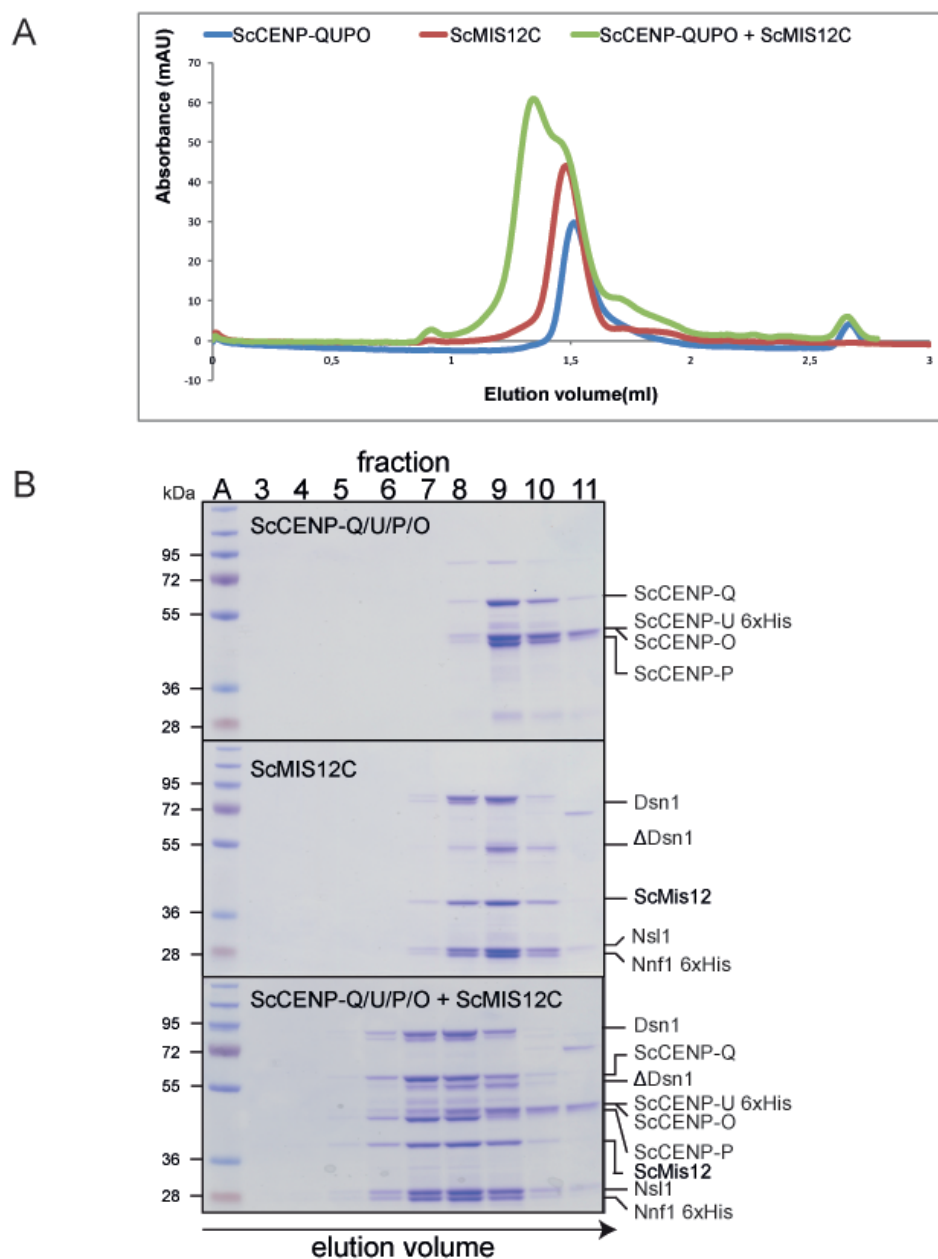 A
ScCENP-QUPO ScMIS12C ScCENP-QUPO + ScMIS12C
Absorbance (mAU)
70
60
50
40
30
20
10
0
-10
0 0,5 1 1,5 2 2,5 3
Elution volume(ml)
B
fraction
kDa A 3 4 5 6 7 8 9 10 11
ScCENP-Q/U/P/O
95
72
55
36
28
ScCENP-Q
ScCENP-U 6xHis
ScCENP-O
ScCENP-P
ScMIS12C
95
72
55
36
28
Dsn1
ΔDsn1
ScMis12
Nsl1
Nnf1 6xHis
ScCENP-Q/U/P/O + ScMIS12C
95
72
55
36
28
Dsn1
ScCENP-Q
ΔDsn1
ScCENP-U 6xHis
ScCENP-O
ScCENP-P
ScMis12
Nsl1
Nnf1 6xHis
elution volume